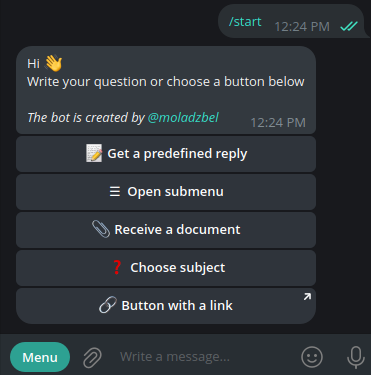 /start 12:24 PM
Hi 👋
Write your question or choose a button below
The bot is created by @moladzbel 12:24 PM
📝 Get a predefined reply
☰ Open submenu
📎 Receive a document
❓ Choose subject
🔗 Button with a link
Menu Write a message...